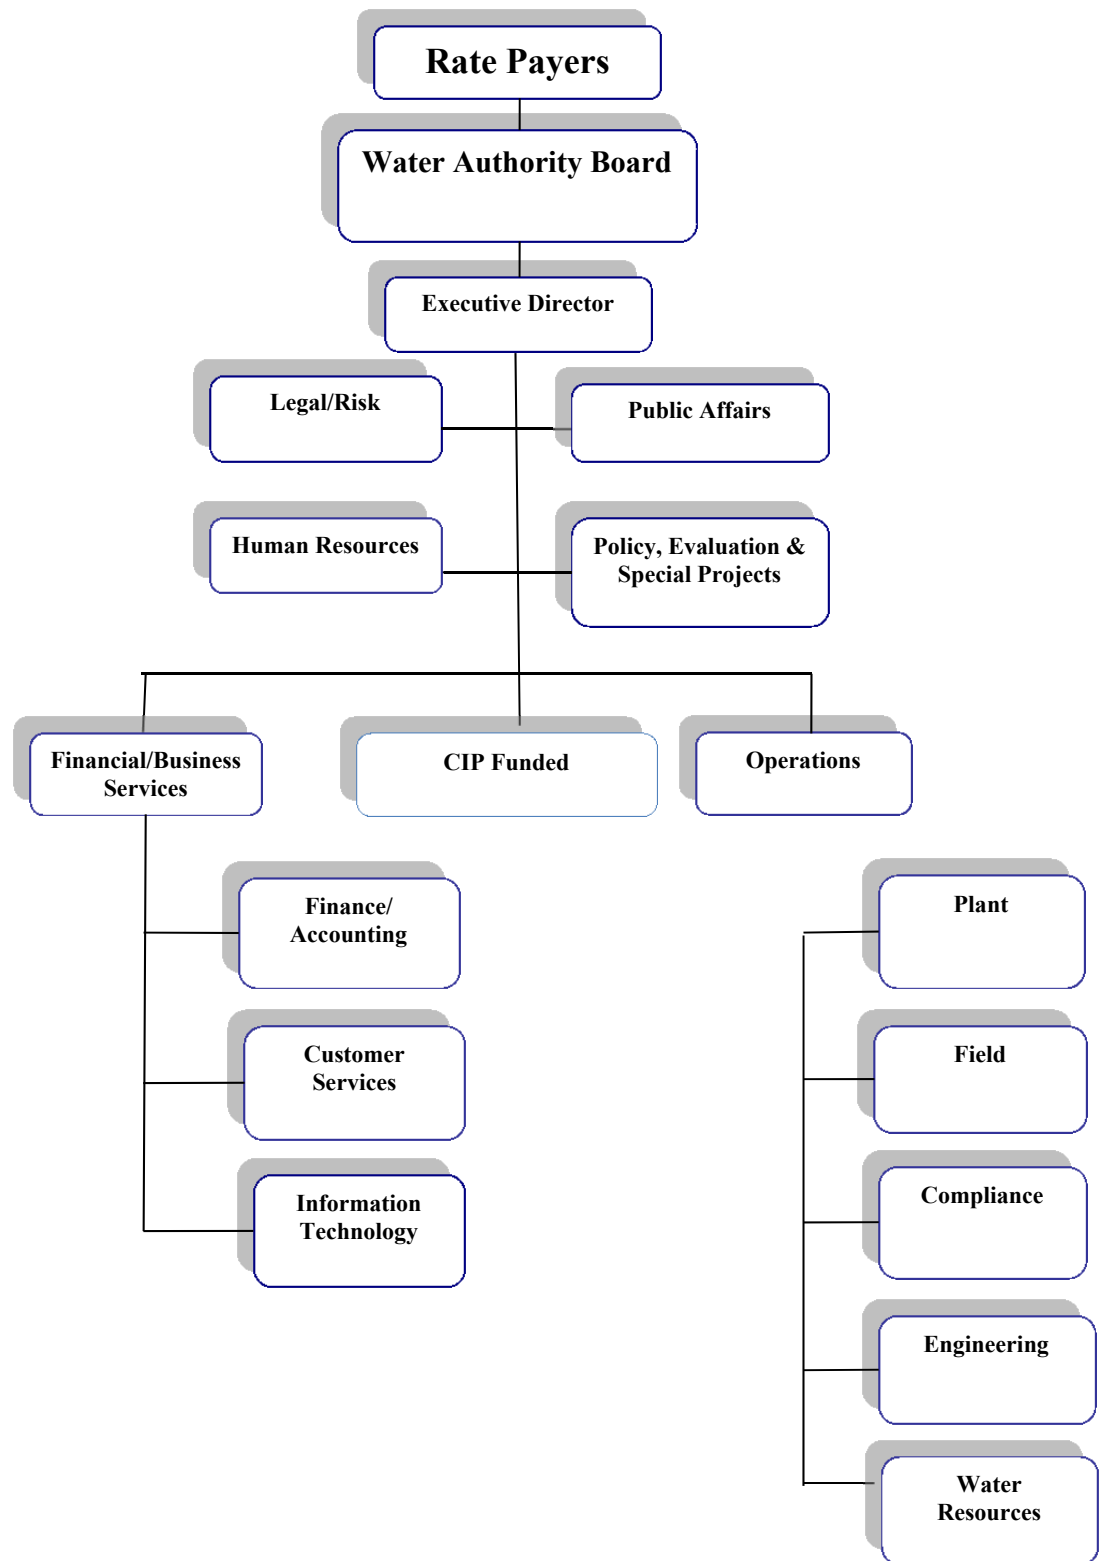 Rate Payers
Water Authority Board
Executive Director
Legal/Risk
Public Affairs
Human Resources
Policy, Evaluation &
Special Projects
Financial/Business
Services
CIP Funded
Operations
Finance/
Accounting
Customer
Services
Information
Technology
Plant
Field
Compliance
Engineering
Water
Resources